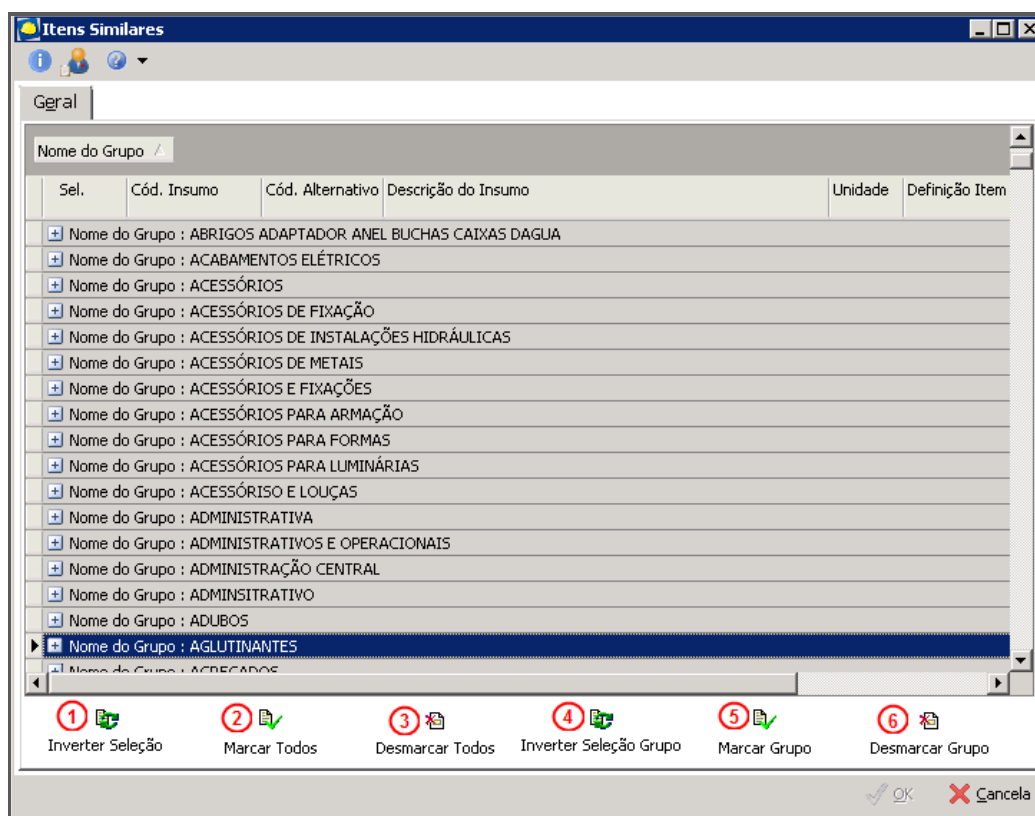 Itens Similares
Geral
Nome do Grupo
Sel. Cód. Insumo Cód. Alternativo Descrição do Insumo Unidade Definição Item
Nome do Grupo : ABRIGOS ADAPTADOR ANEL BUCHAS CAIXAS DAGUA
Nome do Grupo : ACABAMENTOS ELÉTRICOS
Nome do Grupo : ACESSÓRIOS
Nome do Grupo : ACESSÓRIOS DE FIXAÇÃO
Nome do Grupo : ACESSÓRIOS DE INSTALAÇÕES HIDRÁULICAS
Nome do Grupo : ACESSÓRIOS DE METAIS
Nome do Grupo : ACESSÓRIOS E FIXAÇÕES
Nome do Grupo : ACESSÓRIOS PARA ARMAÇÃO
Nome do Grupo : ACESSÓRIOS PARA FORMAS
Nome do Grupo : ACESSÓRIOS PARA LUMINÁRIAS
Nome do Grupo : ACESSÓRISO E LOUÇAS
Nome do Grupo : ADMINISTRATIVA
Nome do Grupo : ADMINISTRATIVOS E OPERACIONAIS
Nome do Grupo : ADMINISTRAÇÃO CENTRAL
Nome do Grupo : ADMINSITRATIVO
Nome do Grupo : ADUBOS
Nome do Grupo : AGLUTINANTES
Nome do Grupo : AGREGADOS
1 2 3 4 5 6
Inverter Seleção Marcar Todos Desmarcar Todos Inverter Seleção Grupo Marcar Grupo Desmarcar Grupo
OK Cancela